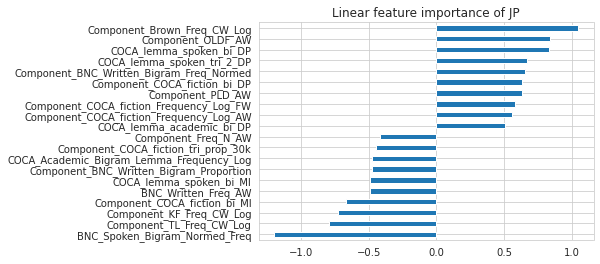 Linear feature importance of JP
Component_Brown_Freq_CW_Log
Component_OLDF_AW
COCA_lemma_spoken_bi_DP
COCA_lemma_spoken_tri_2_DP
Component_BNC_Written_Bigram_Freq_Normed
Component_COCA_fiction_bi_DP
Component_PLD_AW
Component_COCA_fiction_Frequency_Log_FW
Component_COCA_fiction_Frequency_Log_AW
COCA_lemma_academic_bi_DP
Component_Freq_N_AW
Component_COCA_fiction_tri_prop_30k
COCA_Academic_Bigram_Lemma_Frequency_Log
Component_BNC_Written_Bigram_Proportion
COCA_lemma_spoken_bi_MI
BNC_Written_Freq_AW
Component_COCA_fiction_bi_MI
Component_KF_Freq_CW_Log
Component_TL_Freq_CW_Log
BNC_Spoken_Bigram_Normed_Freq
−1.0 −0.5 0.0 0.5 1.0